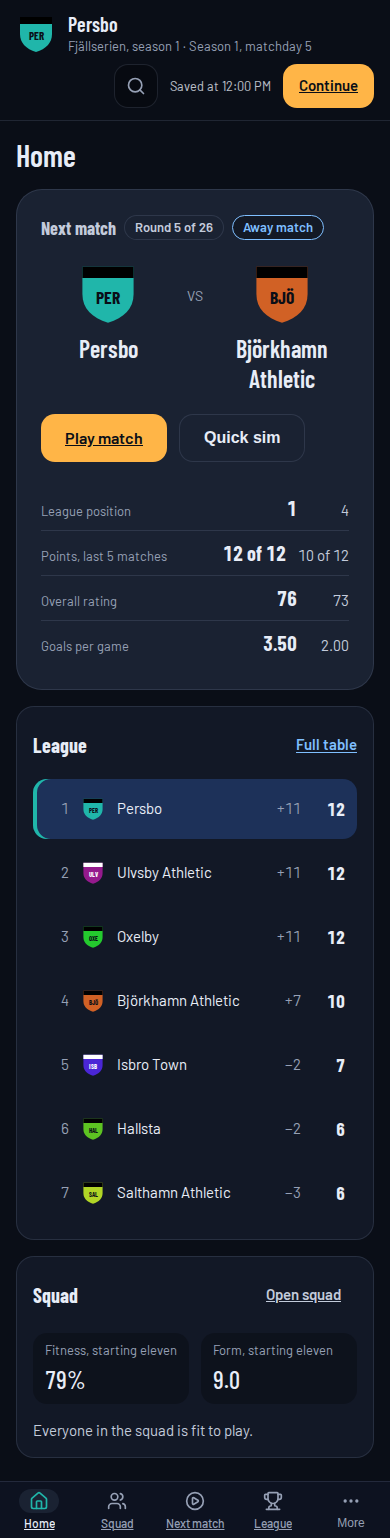 PER
Persbo
Fjällserien, season 1 · Season 1, matchday 5
Saved at 12:00 PM
Continue
Home
Next match
Round 5 of 26
Away match
PER
VS
BJÖ
Persbo
Björkhamn
Athletic
Play match
Quick sim
League position 1 4
Points, last 5 matches 12 of 12 10 of 12
Overall rating 76 73
Goals per game 3.50 2.00
League
Full table
1 PER Persbo +11 12
2 ULV Ulvsby Athletic +11 12
3 OXE Oxelby +11 12
4 BJÖ Björkhamn Athletic +7 10
5 ISB Isbro Town −2 7
6 HAL Hallsta −2 6
7 SAL Salthamn Athletic −3 6
Squad
Open squad
Fitness, starting eleven
79%
Form, starting eleven
9.0
Everyone in the squad is fit to play.
Home
Squad
Next match
League
More